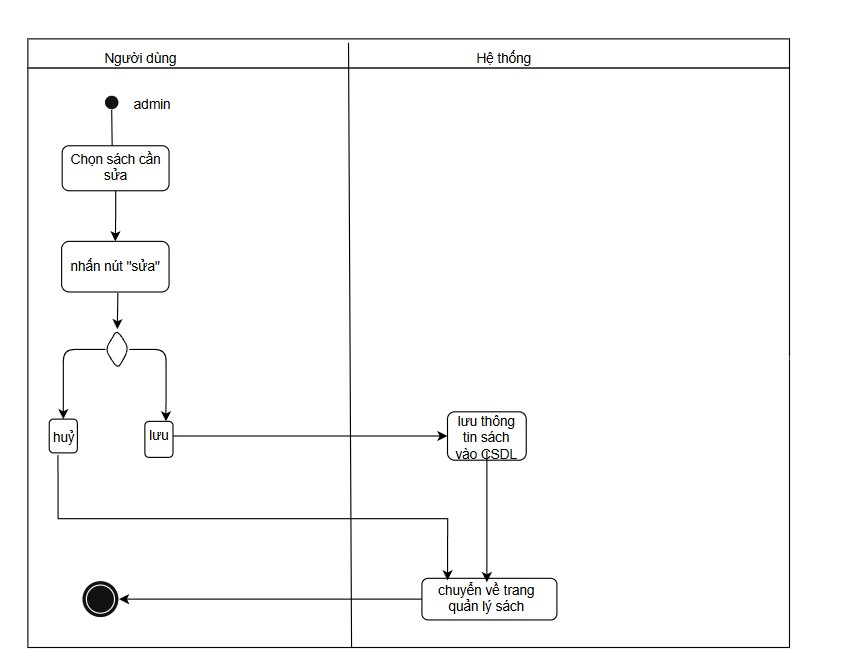 Người dùng
Hệ thống
admin
Chọn sách cần
sửa
nhấn nút "sửa"
huỷ
lưu
lưu thông
tin sách
vào CSDL
chuyển về trang
quản lý sách